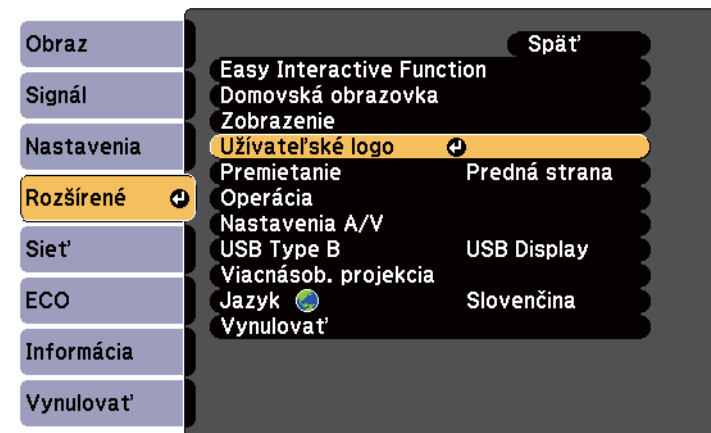 Obraz
Signál
Nastavenia
Rozšírené
Sieť
ECO
Informácia
Vynulovať
Späť
Easy Interactive Function
Domovská obrazovka
Zobrazenie
Užívateľské logo
Premietanie Predná strana
Operácia
Nastavenia A/V
USB Type B USB Display
Viacnásob. projekcia
Jazyk Slovenčina
Vynulovať